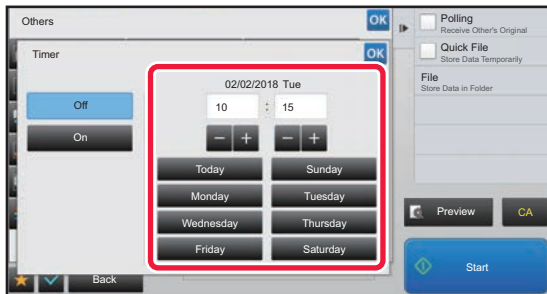 Others
OK
Timer
OK
Off
On
02/02/2018 Tue
10 : 15
Today
Sunday
Monday
Tuesday
Wednesday
Thursday
Friday
Saturday
Back
Polling
Receive Other's Original
Quick File
Store Data Temporarily
File
Store Data in Folder
Preview
CA
Start